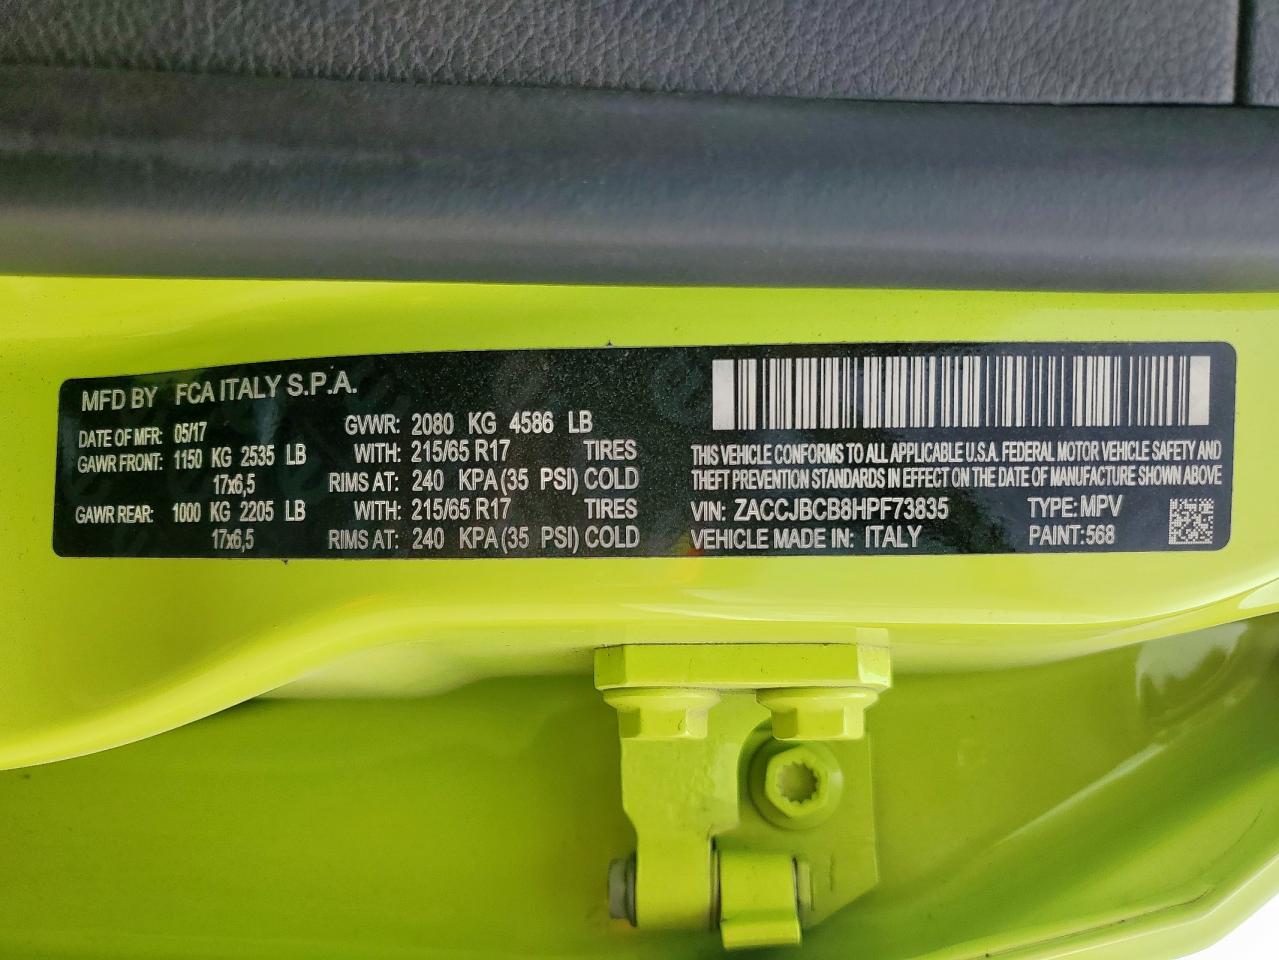 MFD BY FCA ITALY S.P.A.
DATE OF MFR: 05/17 GVWR: 2080 KG 4586 LB
GAWR FRONT: 1150 KG 2535 LB WITH: 215/65 R17 TIRES
17x6,5 RIMS AT: 240 KPA(35 PSI) COLD
GAWR REAR: 1000 KG 2205 LB WITH: 215/65 R17 TIRES
17x6,5 RIMS AT: 240 KPA(35 PSI) COLD
THIS VEHICLE CONFORMS TO ALL APPLICABLE U.S.A. FEDERAL MOTOR VEHICLE SAFETY AND
THEFT PREVENTION STANDARDS IN EFFECT ON THE DATE OF MANUFACTURE SHOWN ABOVE
VIN: ZACCJBCB8HPF73835 TYPE: MPV
VEHICLE MADE IN: ITALY PAINT:568